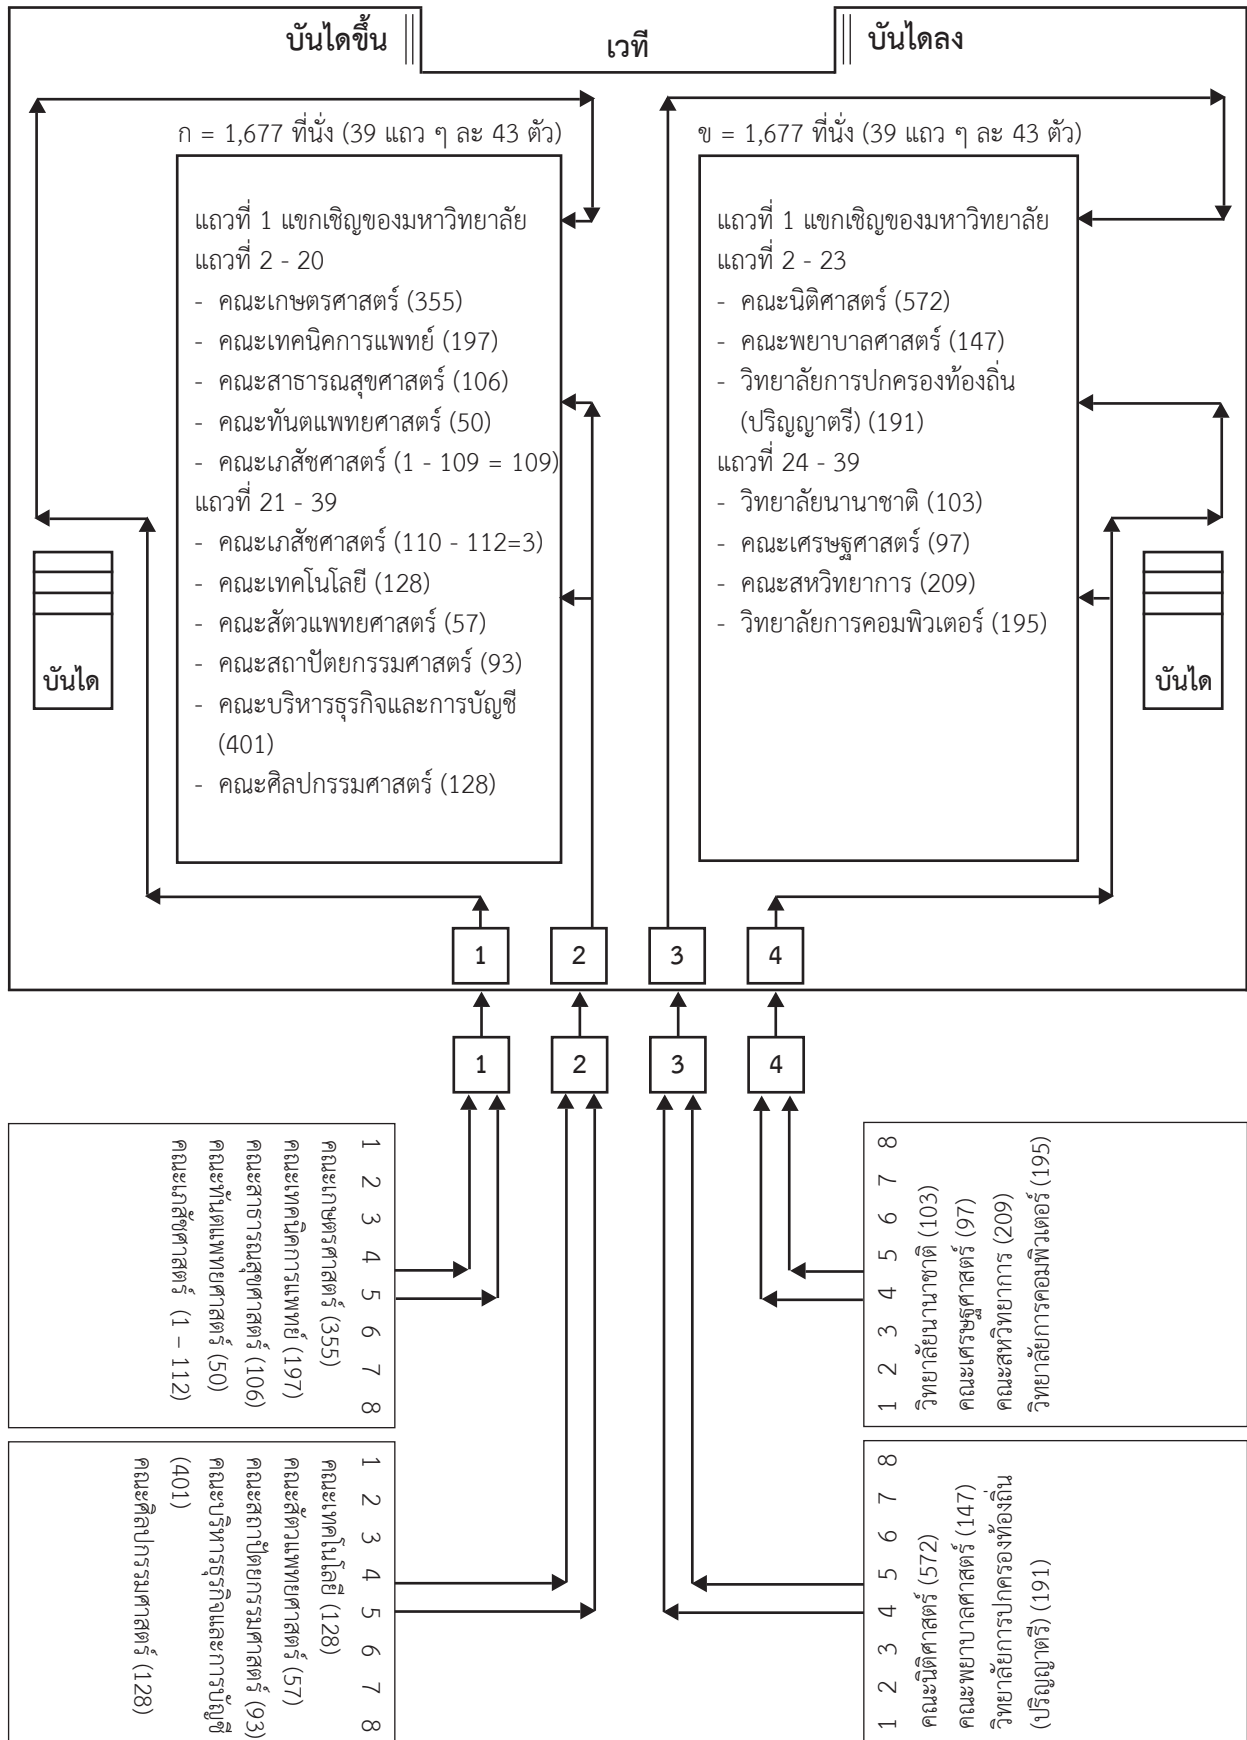 บันไดขึ้น
เวที
บันไดลง
ก = 1,677 ที่นั่ง (39 แถว ๆ ละ 43 ตัว)
แถวที่ 1 แขกเชิญของมหาวิทยาลัย
แถวที่ 2 - 20
- คณะเกษตรศาสตร์ (355)
- คณะเทคนิคการแพทย์ (197)
- คณะสาธารณสุขศาสตร์ (106)
- คณะทันตแพทยศาสตร์ (50)
- คณะเภสัชศาสตร์ (1 - 109 = 109)
แถวที่ 21 - 39
- คณะเภสัชศาสตร์ (110 - 112=3)
- คณะเทคโนโลยี (128)
- คณะสัตวแพทยศาสตร์ (57)
- คณะสถาปัตยกรรมศาสตร์ (93)
- คณะบริหารธุรกิจและการบัญชี
(401)
- คณะศิลปกรรมศาสตร์ (128)
ข = 1,677 ที่นั่ง (39 แถว ๆ ละ 43 ตัว)
แถวที่ 1 แขกเชิญของมหาวิทยาลัย
แถวที่ 2 - 23
- คณะนิติศาสตร์ (572)
- คณะพยาบาลศาสตร์ (147)
- วิทยาลัยการปกครองท้องถิ่น
(ปริญญาตรี) (191)
แถวที่ 24 - 39
- วิทยาลัยนานาชาติ (103)
- คณะเศรษฐศาสตร์ (97)
- คณะสหวิทยาการ (209)
- วิทยาลัยการคอมพิวเตอร์ (195)
บันได
บันได
1 2 3 4
1 2 3 4
1 2 3 4 5 6 7 8
คณะเกษตรศาสตร์ (355)
คณะเทคนิคการแพทย์ (197)
คณะสาธารณสุขศาสตร์ (106)
คณะทันตแพทยศาสตร์ (50)
คณะเภสัชศาสตร์ (1 – 112)
1 2 3 4 5 6 7 8
วิทยาลัยนานาชาติ (103)
คณะเศรษฐศาสตร์ (97)
คณะสหวิทยาการ (209)
วิทยาลัยการคอมพิวเตอร์ (195)
1 2 3 4 5 6 7 8
คณะเทคโนโลยี (128)
คณะสัตวแพทยศาสตร์ (57)
คณะสถาปัตยกรรมศาสตร์ (93)
คณะบริหารธุรกิจและการบัญชี
(401)
คณะศิลปกรรมศาสตร์ (128)
1 2 3 4 5 6 7 8
คณะนิติศาสตร์ (572)
คณะพยาบาลศาสตร์ (147)
วิทยาลัยการปกครองท้องถิ่น
(ปริญญาตรี) (191)